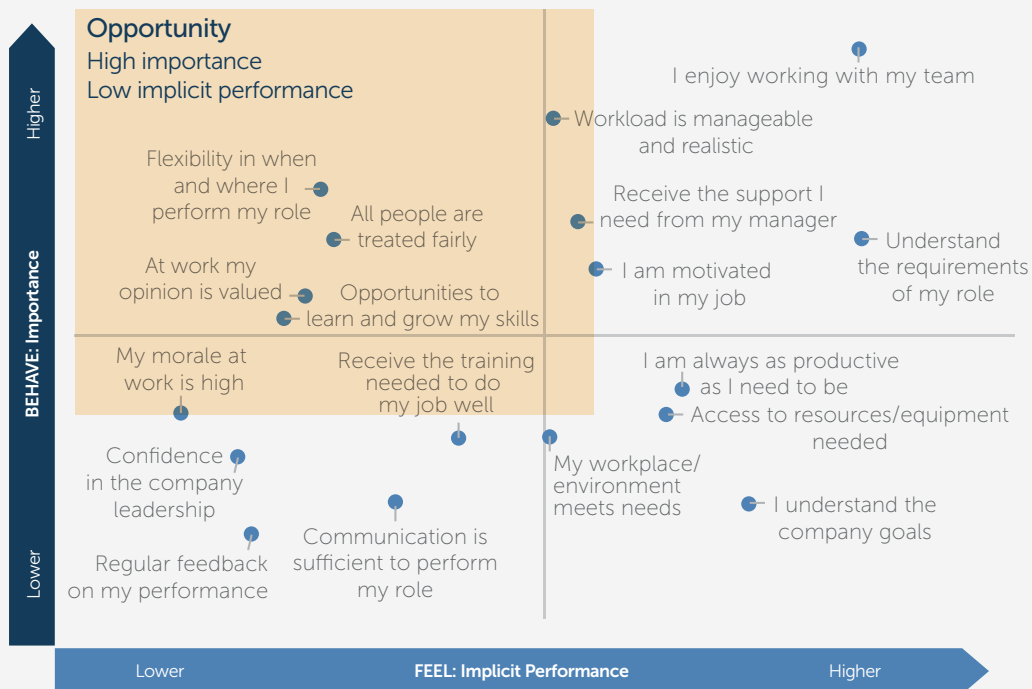 Opportunity
High importance
Low implicit performance
I enjoy working with my team
Workload is manageable
and realistic
Flexibility in when
and where I
perform my role
All people are
treated fairly
Receive the support I
need from my manager
Understand
the requirements
of my role
At work my
opinion is valued
I am motivated
in my job
Opportunities to
learn and grow my skills
My morale at
work is high
Receive the training
needed to do
my job well
I am always as productive
as I need to be
Access to resources/equipment
needed
Confidence
in the company
leadership
My workplace/
environment
meets needs
I understand the
company goals
Communication is
sufficient to perform
my role
Regular feedback
on my performance
Higher
BEHAVE: Importance
Lower
Lower
FEEL: Implicit Performance
Higher